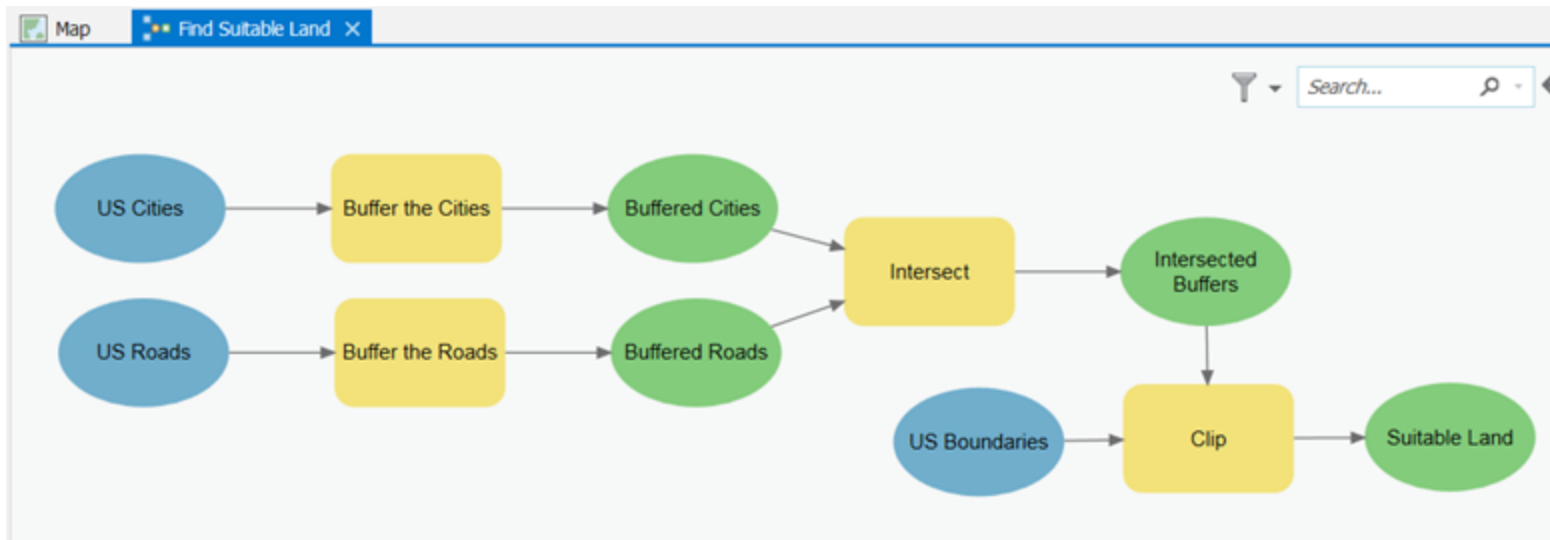 Map
Find Suitable Land
Search...
US Cities
Buffer the Cities
Buffered Cities
Intersect
Intersected
Buffers
US Roads
Buffer the Roads
Buffered Roads
US Boundaries
Clip
Suitable Land